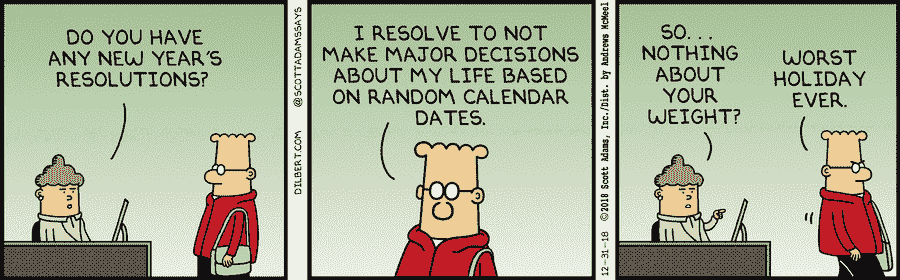 DO YOU HAVE
ANY NEW YEAR'S
RESOLUTIONS?
DILBERT.COM @SCOTTADAMSSAYS
I RESOLVE TO NOT
MAKE MAJOR DECISIONS
ABOUT MY LIFE BASED
ON RANDOM CALENDAR
DATES.
12-31-18 ©2018 Scott Adams, Inc./Dist. by Andrews McMeel
SO...
NOTHING
ABOUT
YOUR
WEIGHT?
WORST
HOLIDAY
EVER.